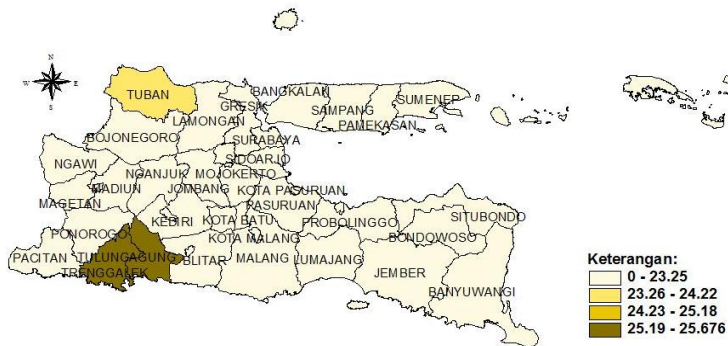 N
W E
S
TUBAN
BANGKALAN
GRESIK
SAMPANG
SUMENEP
LAMONGAN
PAMEKASAN
BOJONEGORO
SURABAYA
SIDOARJO
NGAWI
NGANJUK
MOJOKERTO
MADIUN
JOMBANG
KOTA PASURUAN
MAGETAN
PASURUAN
KEDIRI
KOTA BATU
PROBOLINGGO
SITUBONDO
PONOROGO
KOTA MALANG
BONDOWOSO
PACITAN
TULUNGAGUNG
BLITAR
MALANG
LUMAJANG
TRENGGALEK
JEMBER
BANYUWANGI
Keterangan:
0 - 23.25
23.26 - 24.22
24.23 - 25.18
25.19 - 25.676